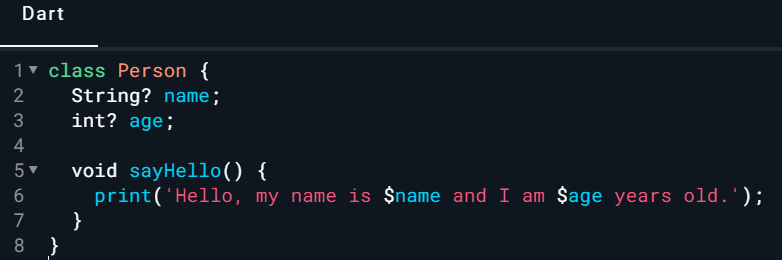 Dart
1 class Person {
2 String? name;
3 int? age;
4
5 void sayHello() {
6 print('Hello, my name is $name and I am $age years old.');
7 }
8 }